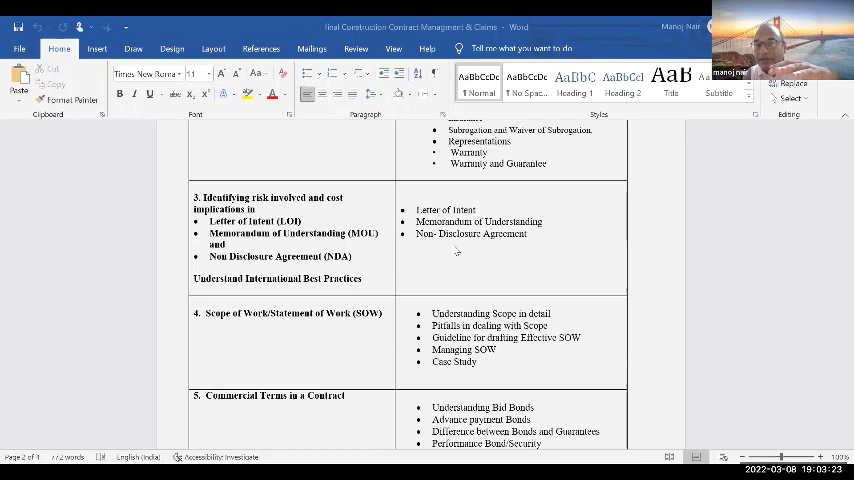 final Construction Contract Managment & Claims - Word
Manoj Nair
File Home Insert Draw Design Layout References Mailings Review View Help Tell me what you want to do
manoj nair
Paste
Cut
Copy
Format Painter
Clipboard
Times New Roma 11
Font
Paragraph
AaBbCcDc AaBbCcDc AaBbC AaBbCcl AaB AaBbCcD
¶ Normal ¶ No Spac... Heading 1 Heading 2 Title Subtitle
Styles
Replace
Select
Editing
Subrogation and Waiver of Subrogation.
Representations
Warranty
Warranty and Guarantee
3. Identifying risk involved and cost
implications in
Letter of Intent (LOI)
Memorandum of Understanding (MOU)
and
Non Disclosure Agreement (NDA)
Understand International Best Practices
Letter of Intent
Memorandum of Understanding
Non- Disclosure Agreement
4. Scope of Work/Statement of Work (SOW)
Understanding Scope in detail
Pitfalls in dealing with Scope
Guideline for drafting Effective SOW
Managing SOW
Case Study
5. Commercial Terms in a Contract
Understanding Bid Bonds
Advance payment Bonds
Difference between Bonds and Guarantees
Performance Bond/Security
Page 2 of 4 772 words English (India) Accessibility: Investigate 100%
2022-03-08 19:03:23